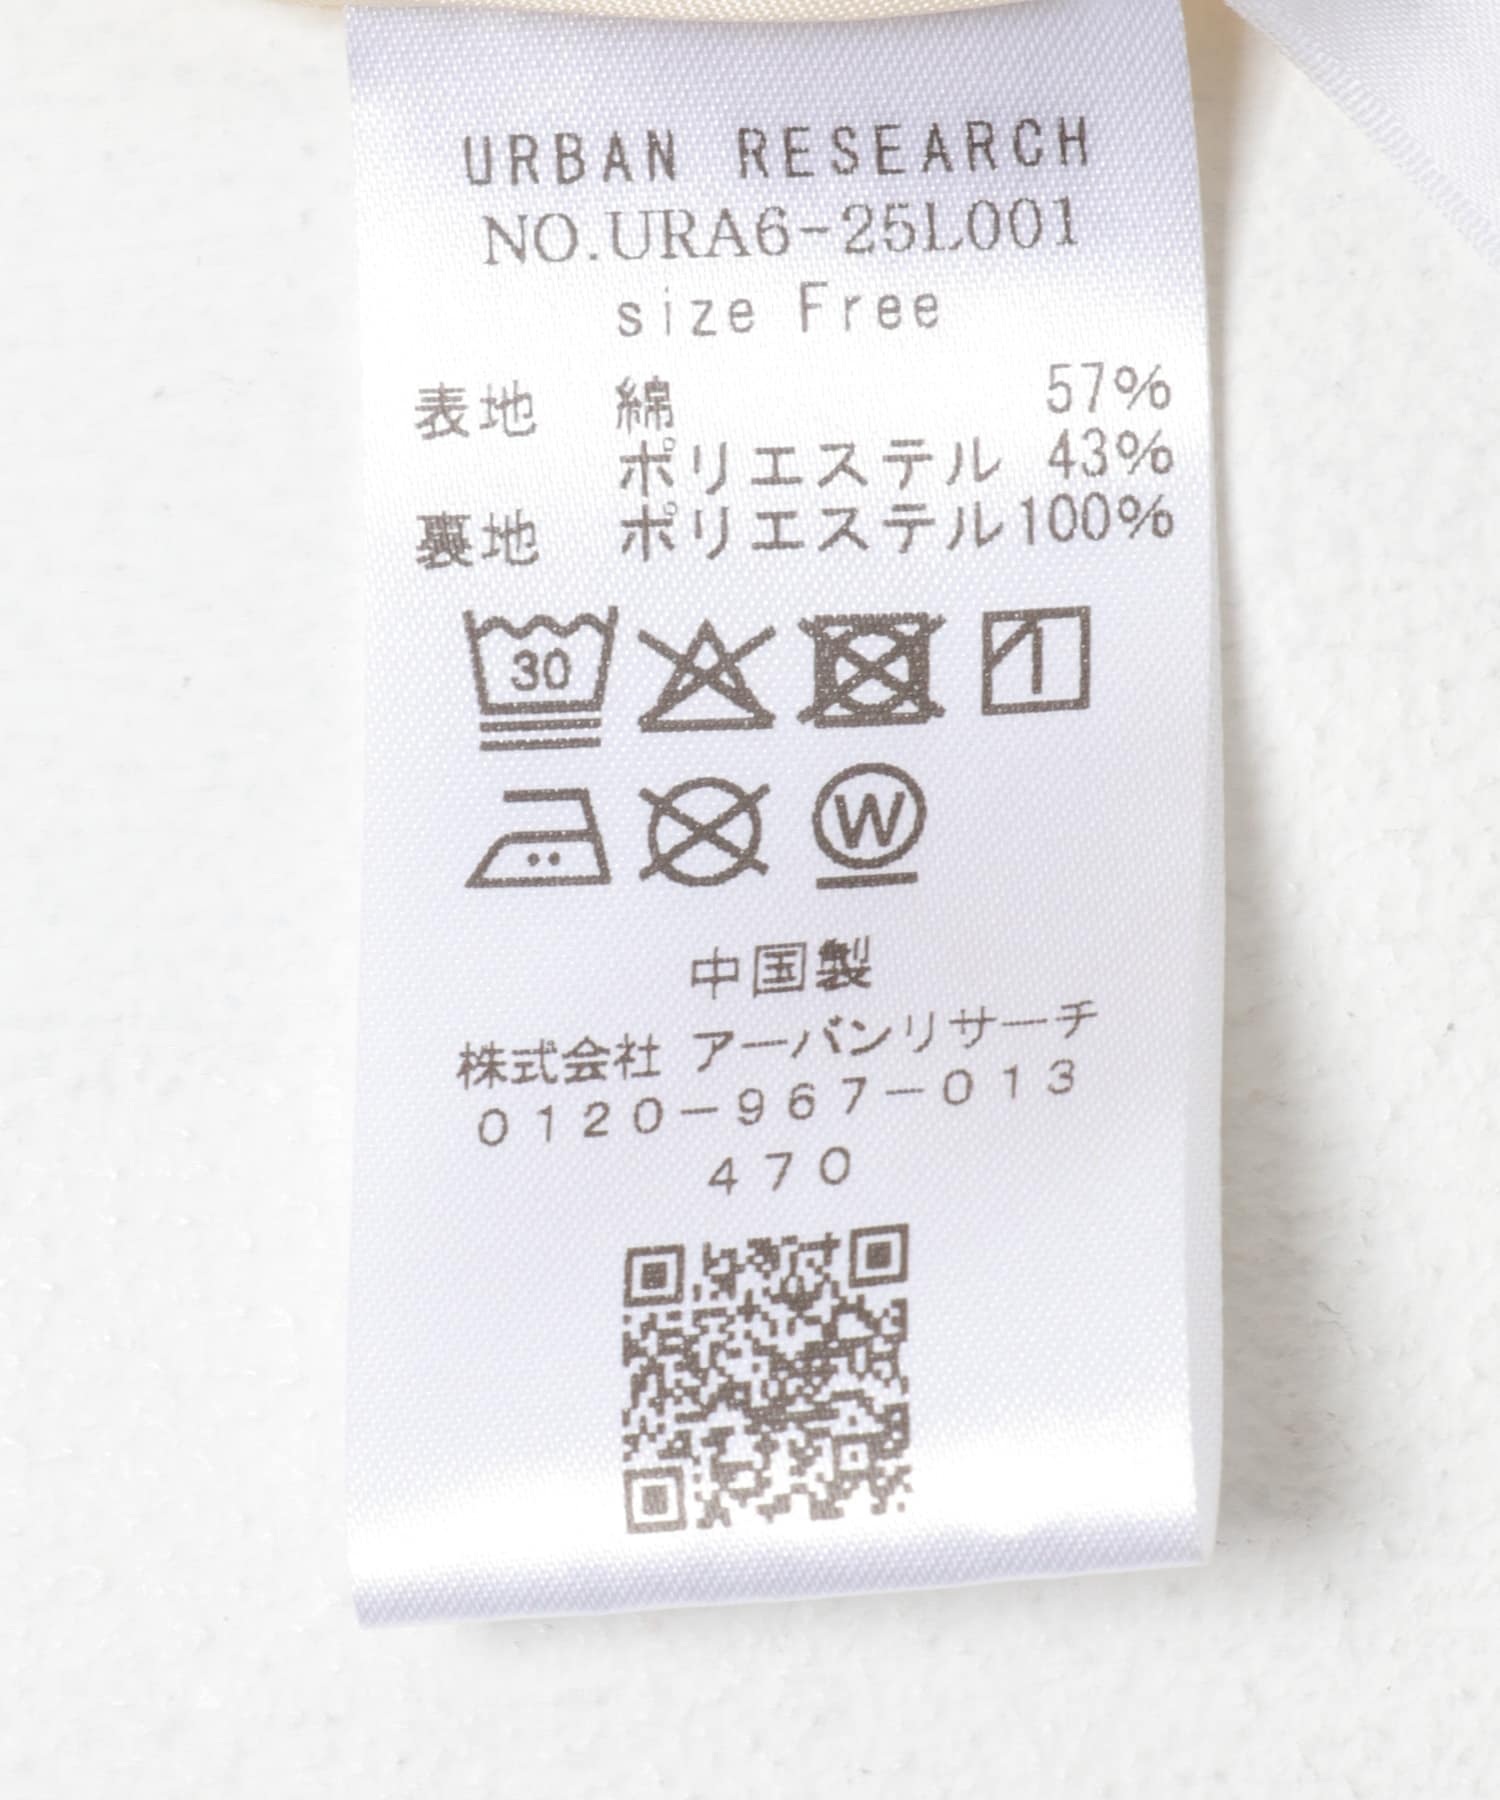 URBAN RESEARCH
NO.URA6-25L001
size Free
表地 綿 57%
ポリエステル 43%
裏地 ポリエステル100%
30
W
中国製
株式会社 アーバンリサーチ
0120-967-013
470